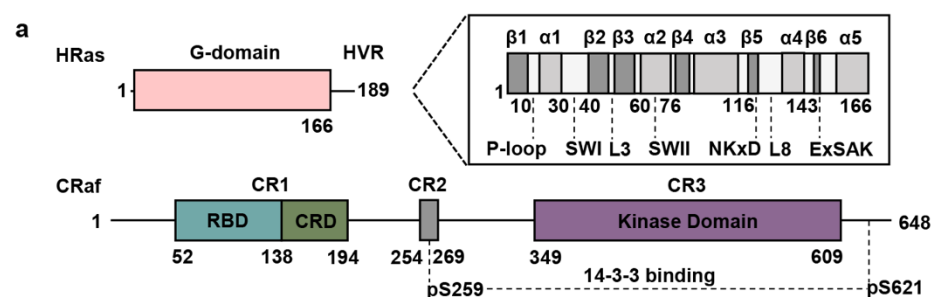 a
HRas
G-domain
HVR
1
189
166
β1 α1 β2 β3 α2 β4 α3 β5 α4 β6 α5
1
10 30 40 60 76 116 143 166
P-loop SWI L3 SWII NKxD L8 ExSAK
CRaf
CR1 CR2 CR3
1 RBD CRD Kinase Domain 648
52 138 194 254 269 349 609
14-3-3 binding
pS259 pS621